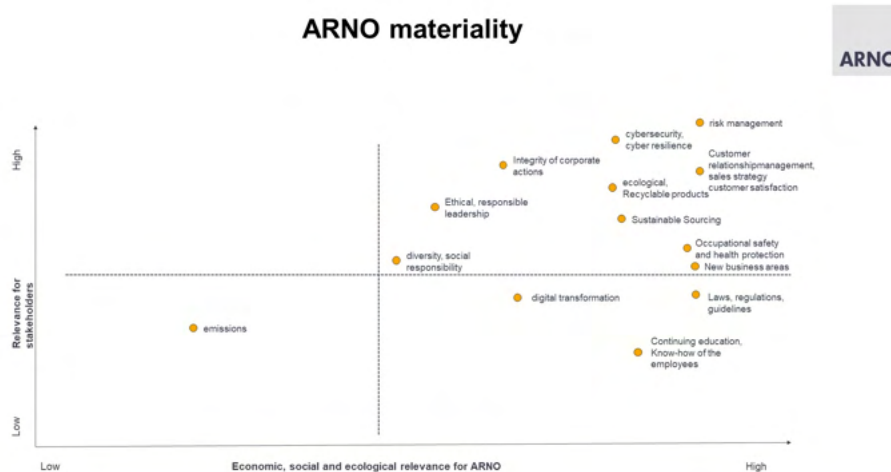 ARNO materiality
ARNO
High
Relevance for
stakeholders
Low
risk management
cybersecurity,
cyber resilience
Customer
relationshipmanagement,
sales strategy
customer satisfaction
Integrity of corporate
actions
ecological,
Recyclable products
Ethical, responsible
leadership
Sustainable Sourcing
Occupational safety
and health protection
diversity, social
responsibility
New business areas
digital transformation
Laws, regulations,
guidelines
emissions
Continuing education,
Know-how of the
employees
Low
Economic, social and ecological relevance for ARNO
High